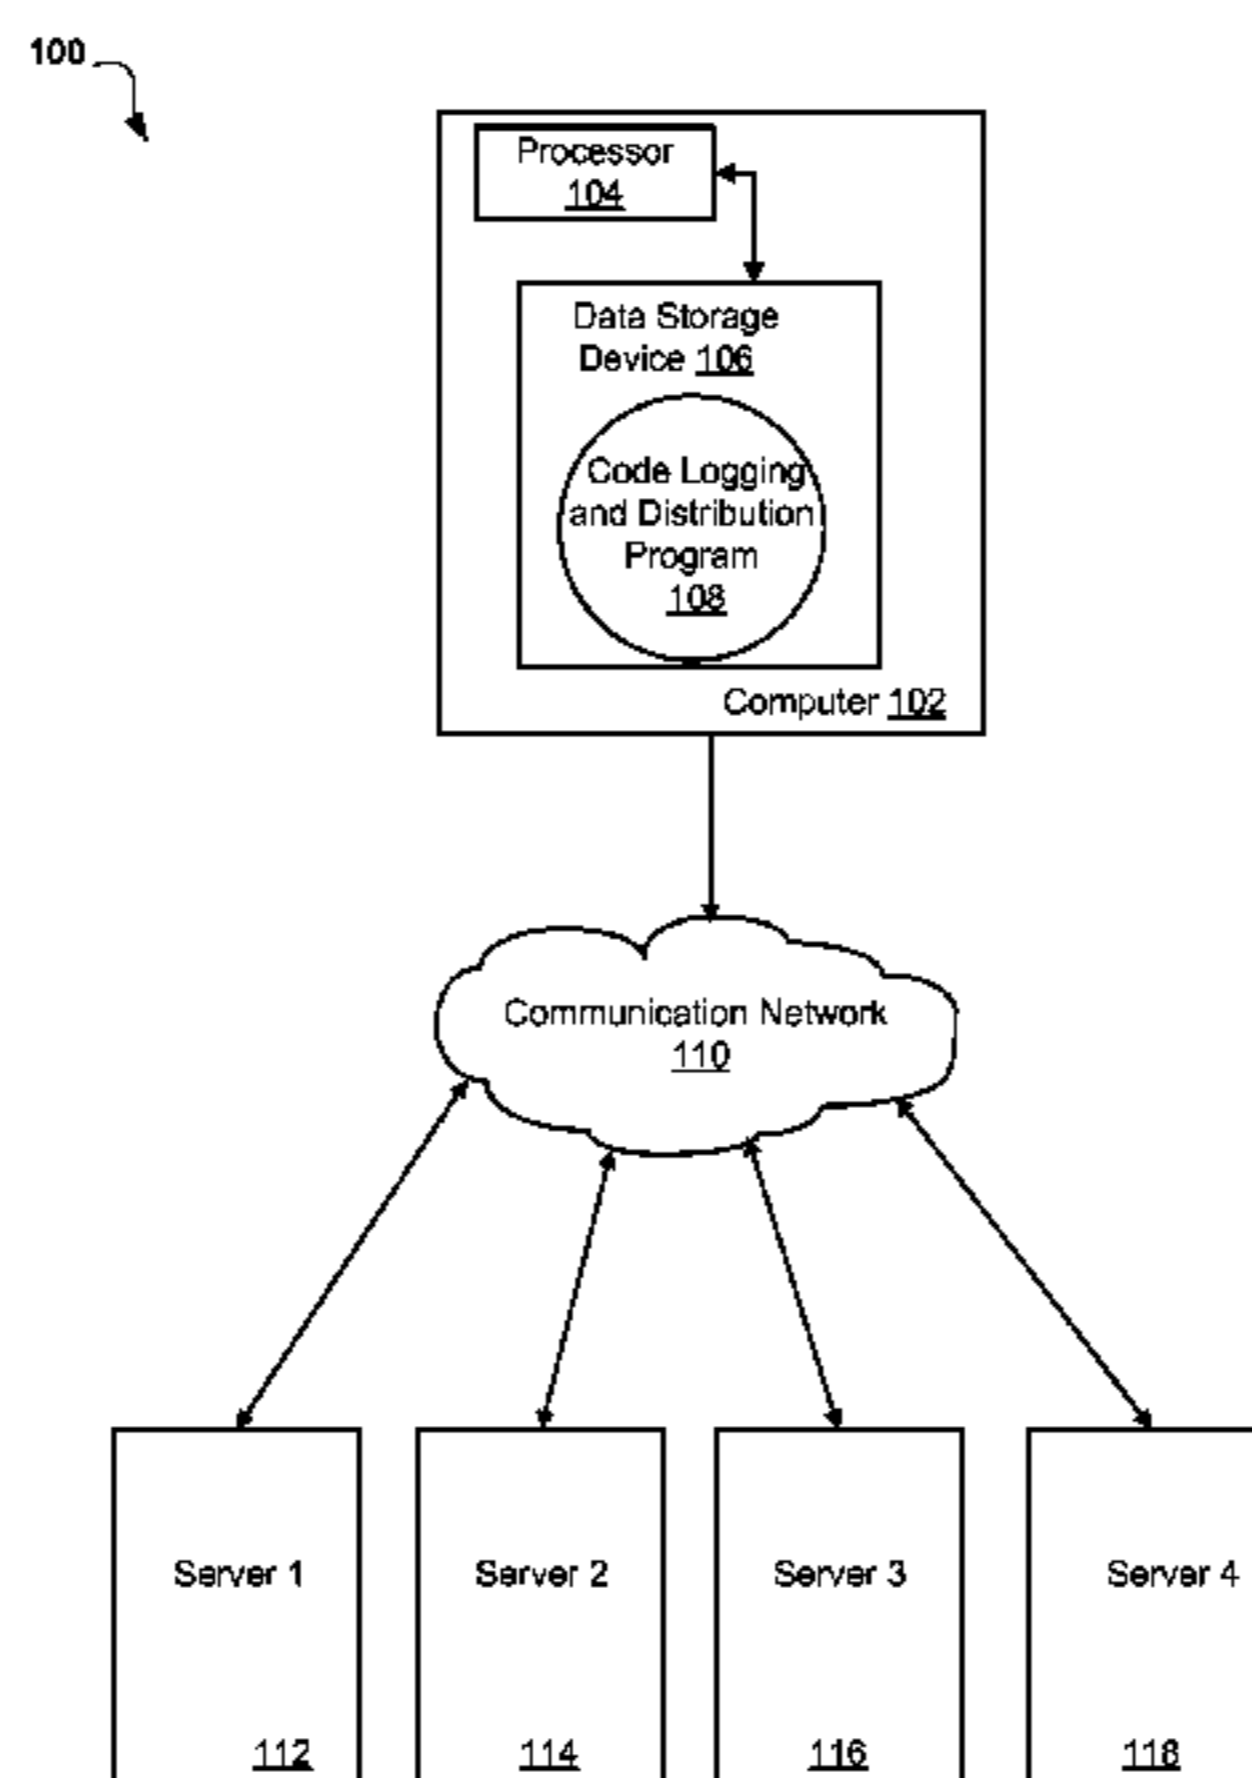 100
Processor
104
Data Storage
Device 106
Code Logging
and Distribution
Program
108
Computer 102
Communication Network
110
Server 1
Server 2
Server 3
Server 4
112
114
116
118